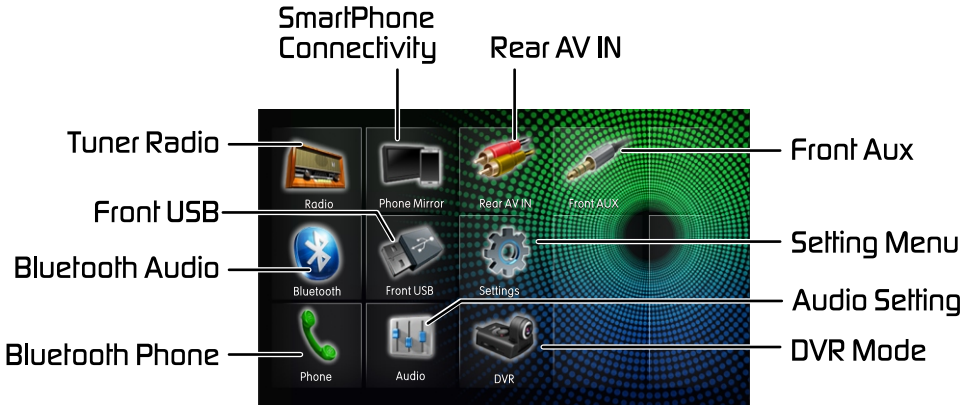 SmartPhone
Connectivity
Rear AV IN
Tuner Radio
Front Aux
Radio
Phone Mirror
Rear AV IN
Front AUX
Front USB
Bluetooth Audio
Setting Menu
Bluetooth
Front USB
Settings
Audio Setting
Bluetooth Phone
DVR Mode
Phone
Audio
DVR